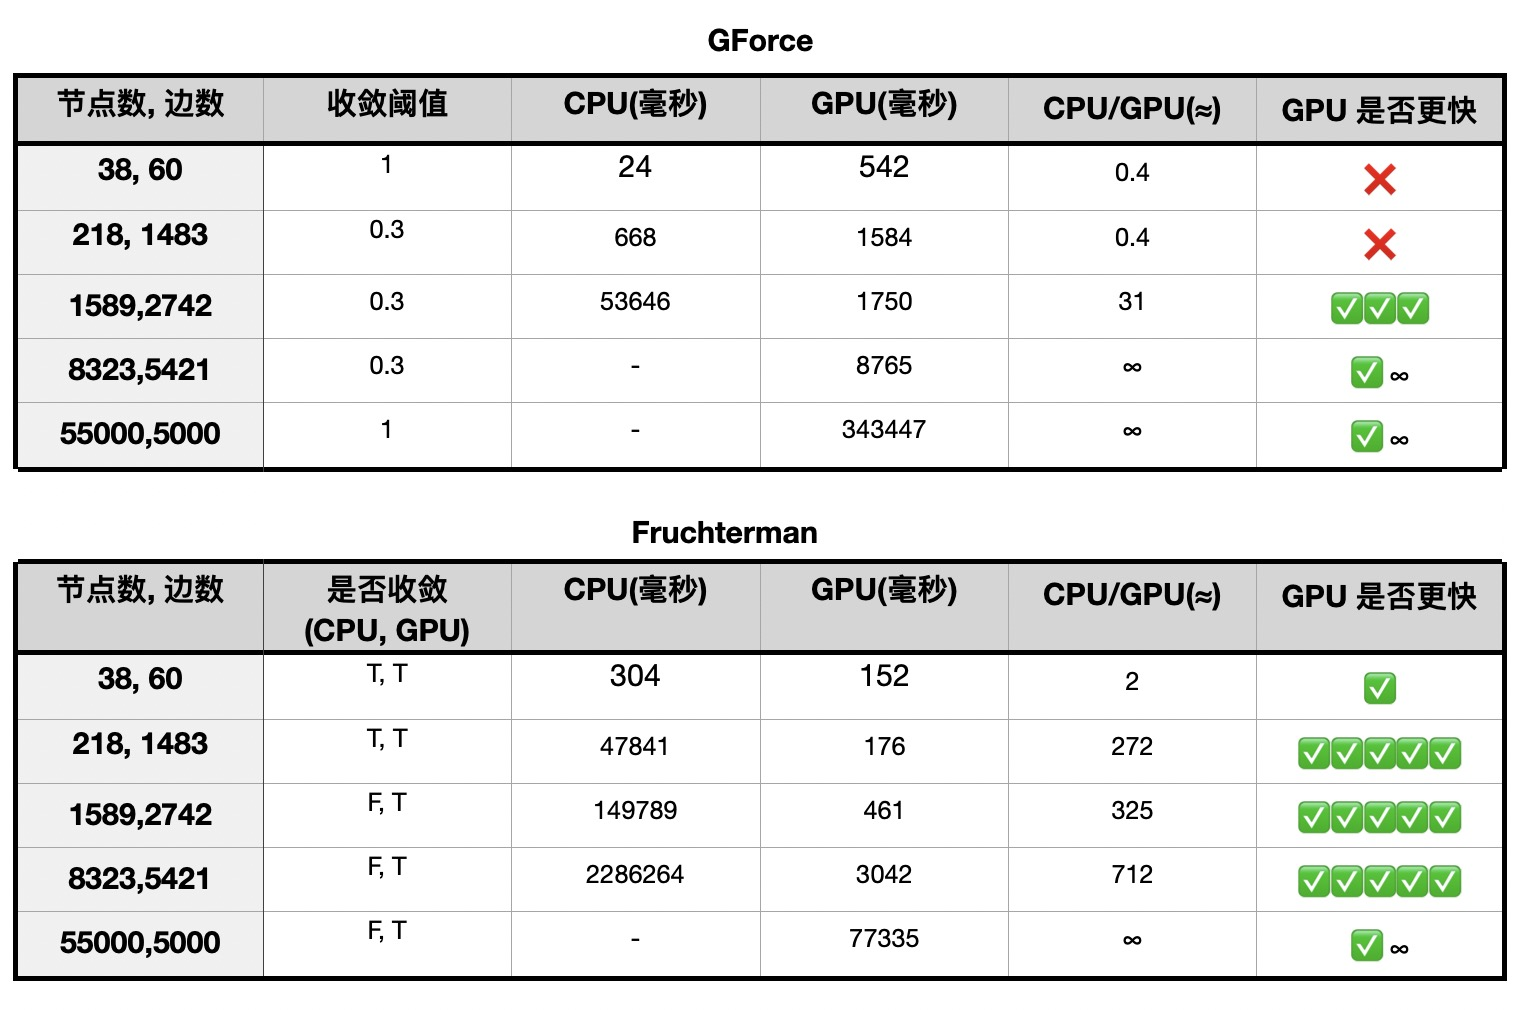 GForce
节点数, 边数 收敛阈值 CPU(毫秒) GPU(毫秒) CPU/GPU(≈) GPU 是否更快
38, 60 1 24 542 0.4 ❌
218, 1483 0.3 668 1584 0.4 ❌
1589,2742 0.3 53646 1750 31 ✅✅✅
8323,5421 0.3 - 8765 ∞ ✅ ∞
55000,5000 1 - 343447 ∞ ✅ ∞
Fruchterman
节点数, 边数 是否收敛 CPU(毫秒) GPU(毫秒) CPU/GPU(≈) GPU 是否更快
(CPU, GPU)
38, 60 T, T 304 152 2 ✅
218, 1483 T, T 47841 176 272 ✅✅✅✅✅
1589,2742 F, T 149789 461 325 ✅✅✅✅✅
8323,5421 F, T 2286264 3042 712 ✅✅✅✅✅
55000,5000 F, T - 77335 ∞ ✅ ∞